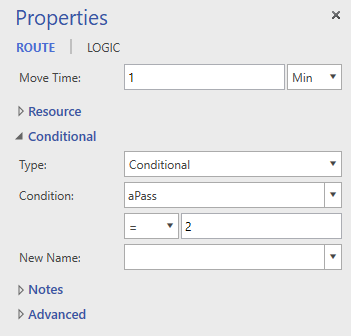 Properties
ROUTE | LOGIC
Move Time: 1 Min
Resource
Conditional
Type: Conditional
Condition: aPass
= 2
New Name:
Notes
Advanced